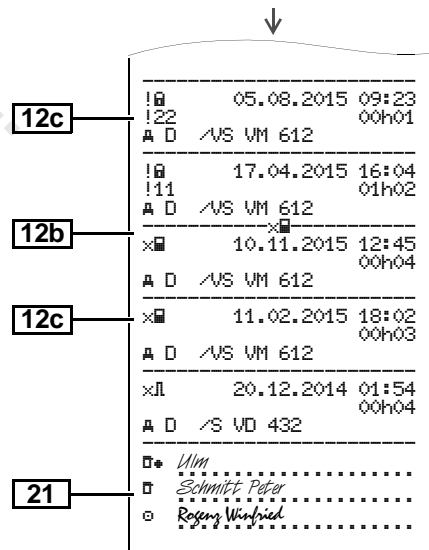 ! 05.08.2015 09:23
12c !22 00h01
D /VS VM 612
! 17.04.2015 16:04
!11 01h02
D /VS VM 612
12b
x 10.11.2015 12:45
00h04
D /VS VM 612
12c x 11.02.2015 18:02
00h03
D /VS VM 612
x 20.12.2014 01:54
00h04
D /S VD 432
Ulm
21 Schmitt Peter
Rogenz Winfried